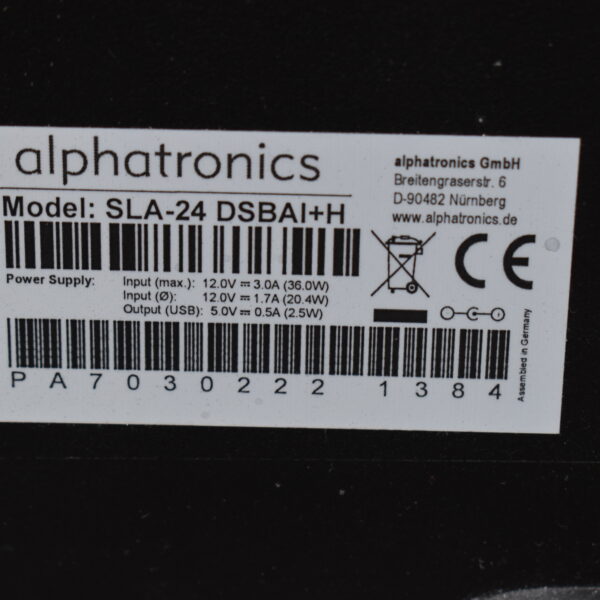 alphatronics
alphatronics GmbH
Breitengraserstr. 6
D-90482 Nürnberg
www.alphatronics.de
Model: SLA-24 DSBAI+H
Power Supply: Input (max.): 12.0V ⎓ 3.0A (36.0W)
Input (Ø): 12.0V ⎓ 1.7A (20.4W)
Output (USB): 5.0V ⎓ 0.5A (2.5W)
CE
PA7030222 1384
Assembled in Germany